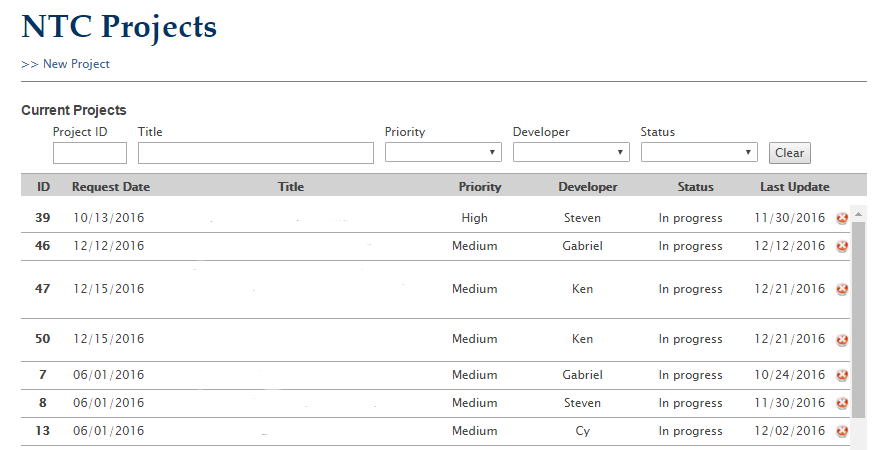 NTC Projects
>> New Project
Current Projects
Project ID Title Priority Developer Status
Clear
ID Request Date Title Priority Developer Status Last Update
39 10/13/2016 High Steven In progress 11/30/2016
46 12/12/2016 Medium Gabriel In progress 12/12/2016
47 12/15/2016 Medium Ken In progress 12/21/2016
50 12/15/2016 Medium Ken In progress 12/21/2016
7 06/01/2016 Medium Gabriel In progress 10/24/2016
8 06/01/2016 Medium Steven In progress 11/30/2016
13 06/01/2016 Medium Cy In progress 12/02/2016